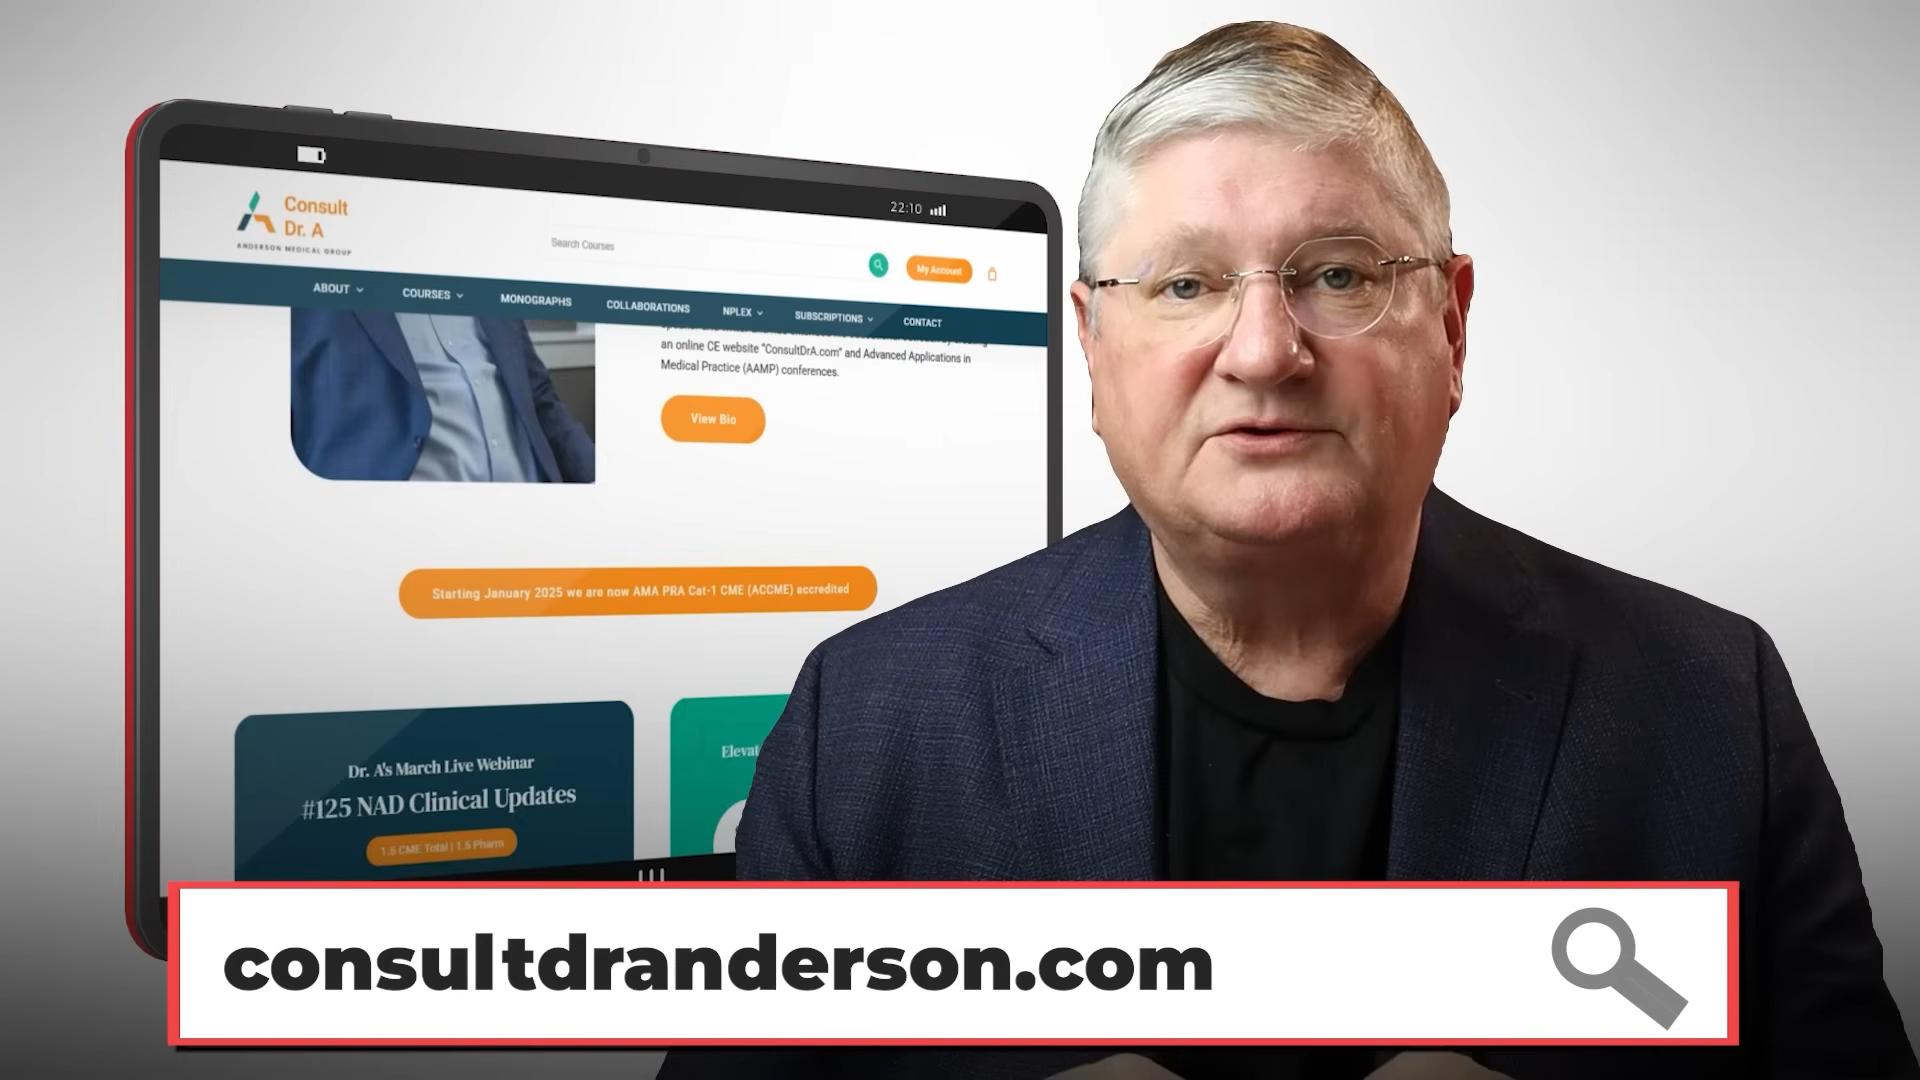 22:10
Consult
Dr. A
ANDERSON MEDICAL GROUP
Search Courses
My Account
ABOUT
COURSES
MONOGRAPHS
COLLABORATIONS
NPLEX
SUBSCRIPTIONS
CONTACT
an online CE website "ConsultDrA.com" and Advanced Applications in
Medical Practice (AAMP) conferences.
View Bio
Starting January 2025 we are now AMA PRA Cat-1 CME (ACCME) accredited
Dr. A's March Live Webinar
#125 NAD Clinical Updates
1.5 CME Total | 1.5 Pharm
Elevat
consultdranderson.com